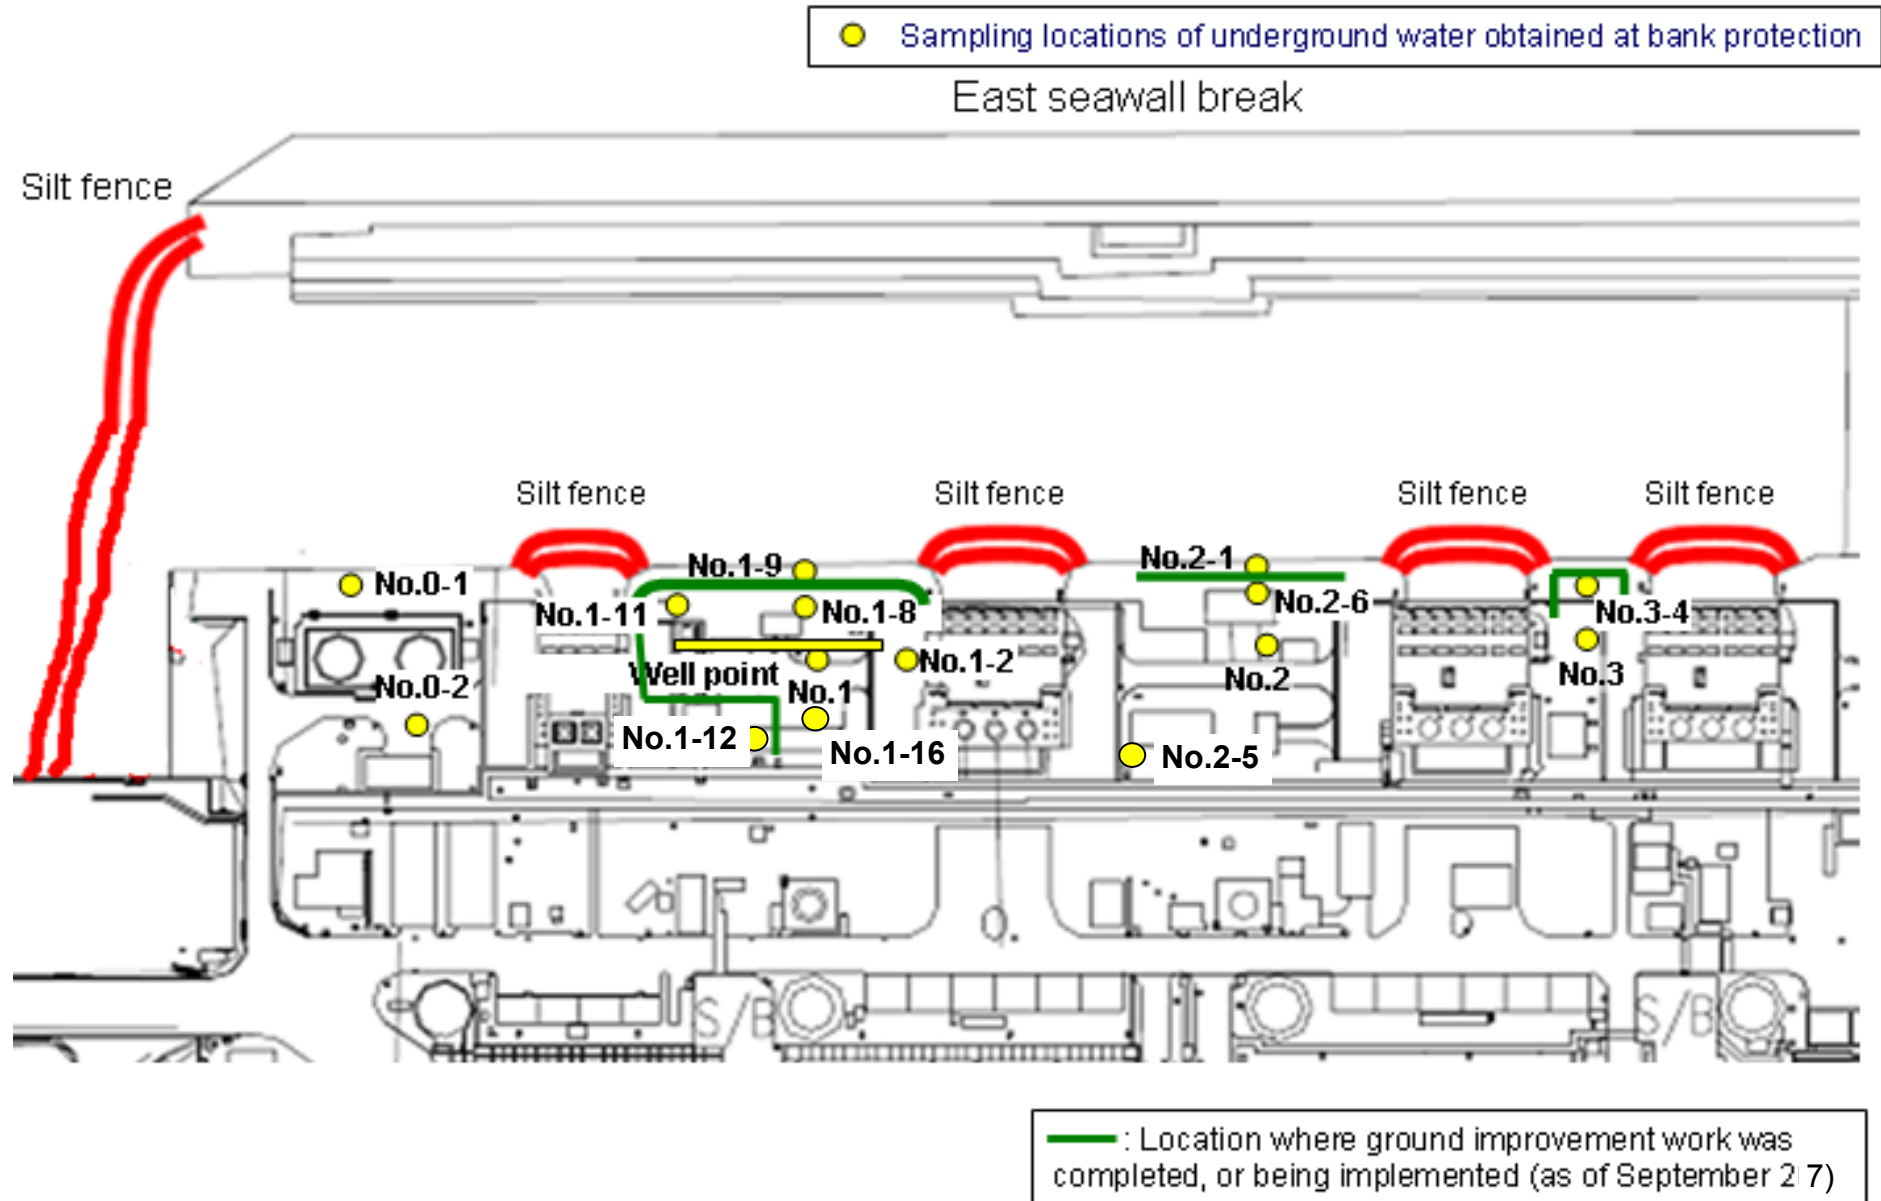 Sampling locations of underground water obtained at bank protection
East seawall break
Silt fence
Silt fence
Silt fence
Silt fence
Silt fence
No.1-9
No.2-1
No.0-1
No.1-11
No.1-8
No.2-6
No.3-4
Well point
No.1-2
No.0-2
No.1
No.2
No.3
No.1-12
No.1-16
No.2-5
S/B
S/B
: Location where ground improvement work was
completed, or being implemented (as of September 2 7)